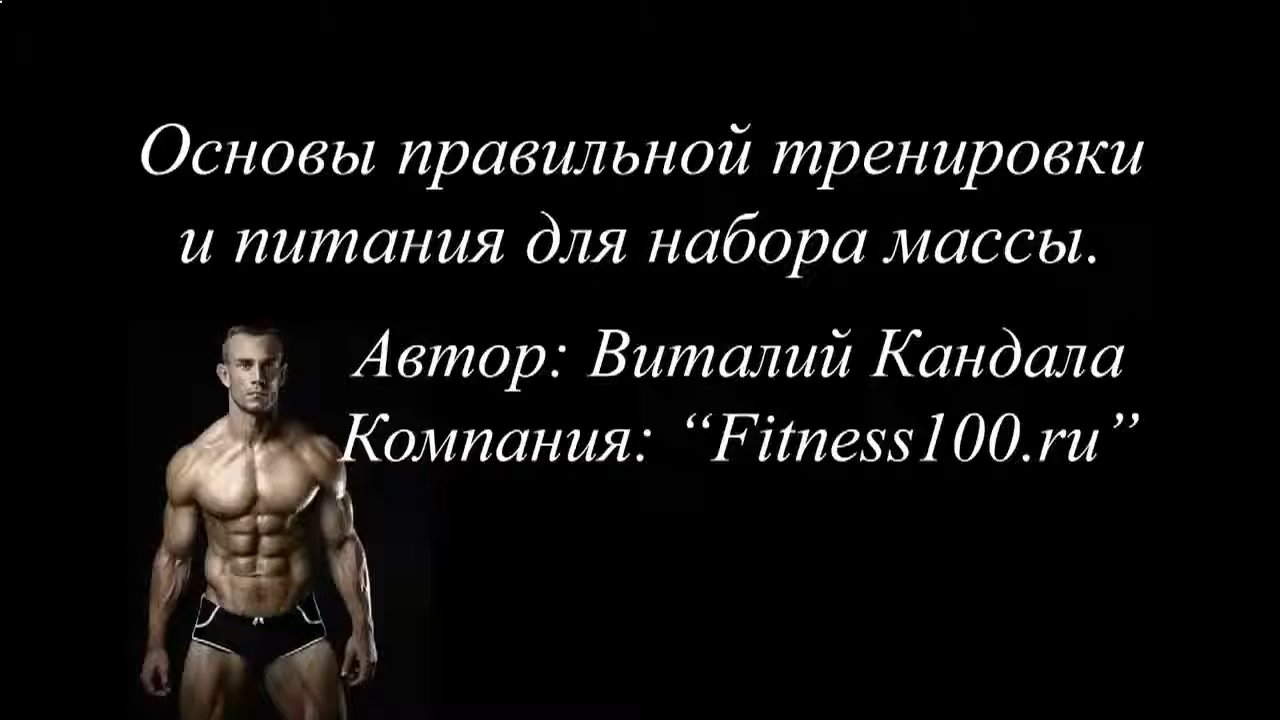 Основы правильной тренировки
и питания для набора массы.
Автор: Виталий Кандала
Компания: “Fitness100.ru”